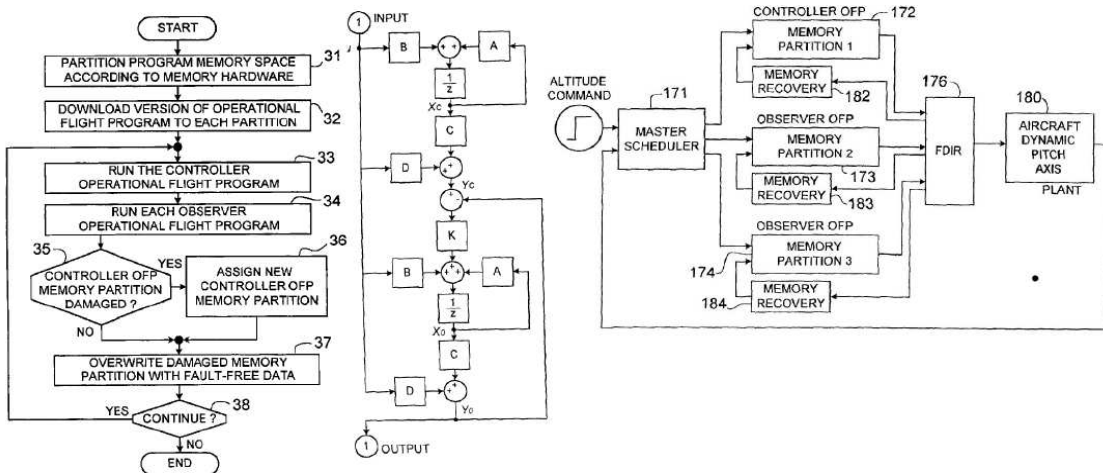 START
PARTITION PROGRAM MEMORY SPACE
ACCORDING TO MEMORY HARDWARE
31
DOWNLOAD VERSION OF OPERATIONAL
FLIGHT PROGRAM TO EACH PARTITION
32
33
RUN THE CONTROLLER
OPERATIONAL FLIGHT PROGRAM
34
RUN EACH OBSERVER
OPERATIONAL FLIGHT PROGRAM
35
36
CONTROLLER OFP
MEMORY PARTITION
DAMAGED ?
YES
ASSIGN NEW
CONTROLLER OFP
MEMORY PARTITION
NO
37
OVERWRITE DAMAGED MEMORY
PARTITION WITH FAULT-FREE DATA
YES
CONTINUE ?
38
NO
END
1
INPUT
B
+ +
A
1
z
Xc
C
D
+ +
Yc
+ -
K
B
+ +
A
1
z
Xo
C
D
+ +
Yo
1
OUTPUT
ALTITUDE
COMMAND
171
MASTER
SCHEDULER
CONTROLLER OFP
172
MEMORY
PARTITION 1
MEMORY
RECOVERY
182
OBSERVER OFP
MEMORY
PARTITION 2
173
MEMORY
RECOVERY
183
OBSERVER OFP
MEMORY
PARTITION 3
174
MEMORY
RECOVERY
184
176
FDIR
180
AIRCRAFT
DYNAMIC
PITCH
AXIS
PLANT